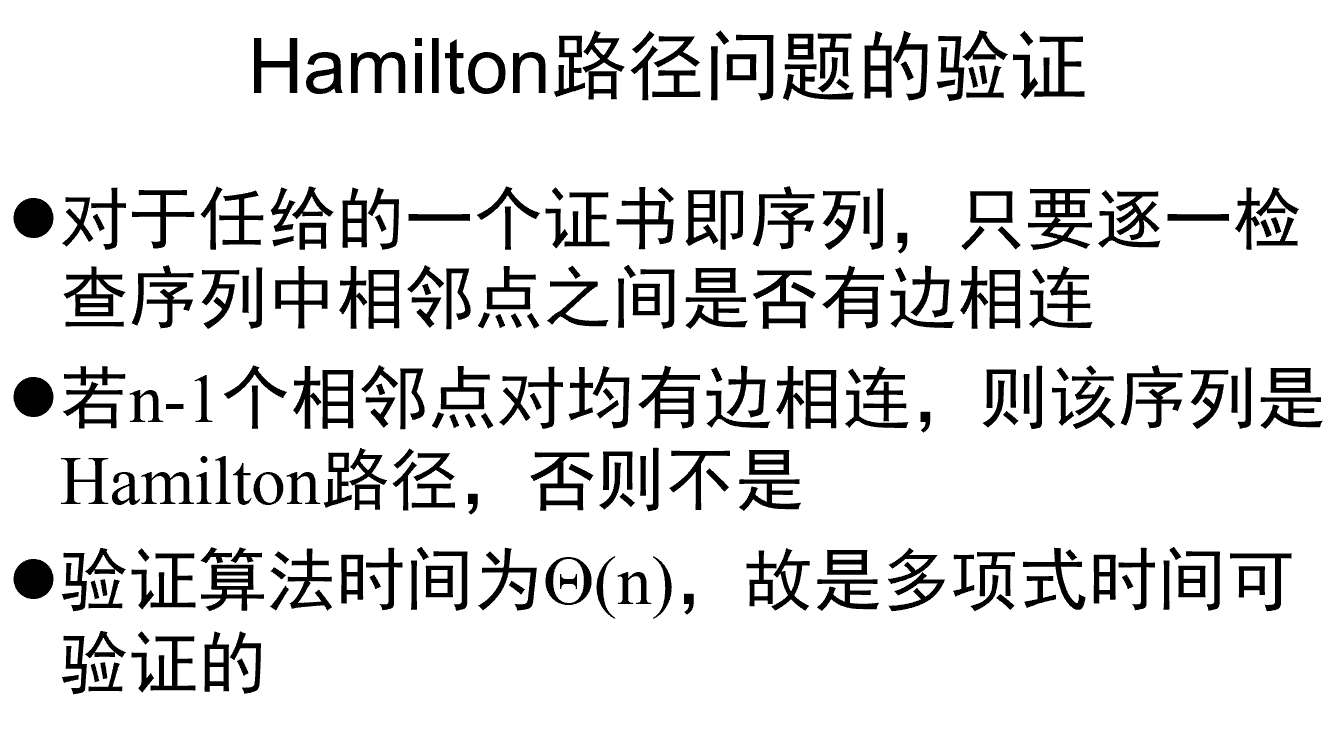 Hamilton路径问题的验证
●对于任给的一个证书即序列，只要逐一检
查序列中相邻点之间是否有边相连
●若n-1个相邻点对均有边相连，则该序列是
Hamilton路径，否则不是
●验证算法时间为Θ(n)，故是多项式时间可
验证的